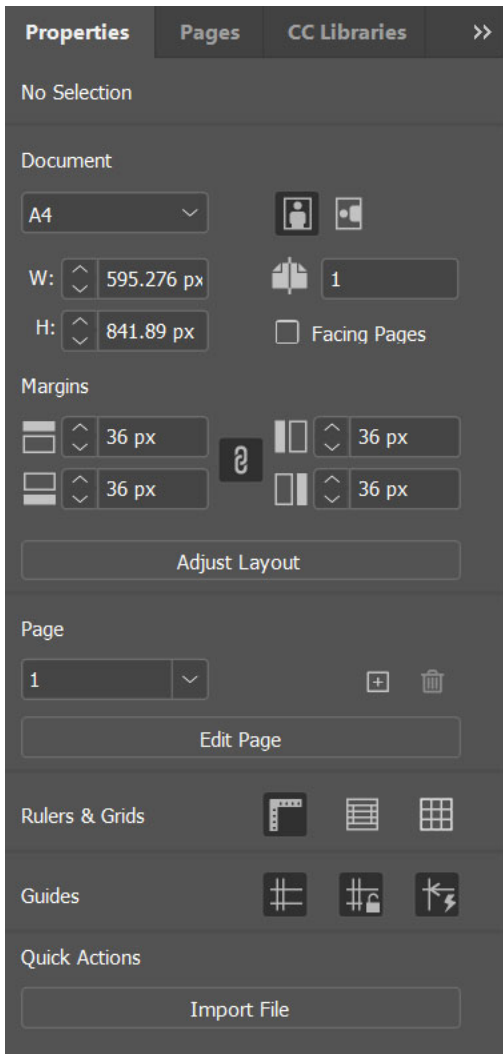 Properties Pages CC Libraries
No Selection
Document
A4
W: 595.276 px 1
H: 841.89 px Facing Pages
Margins
36 px 36 px
36 px 36 px
Adjust Layout
Page
1
Edit Page
Rulers & Grids
Guides
Quick Actions
Import File